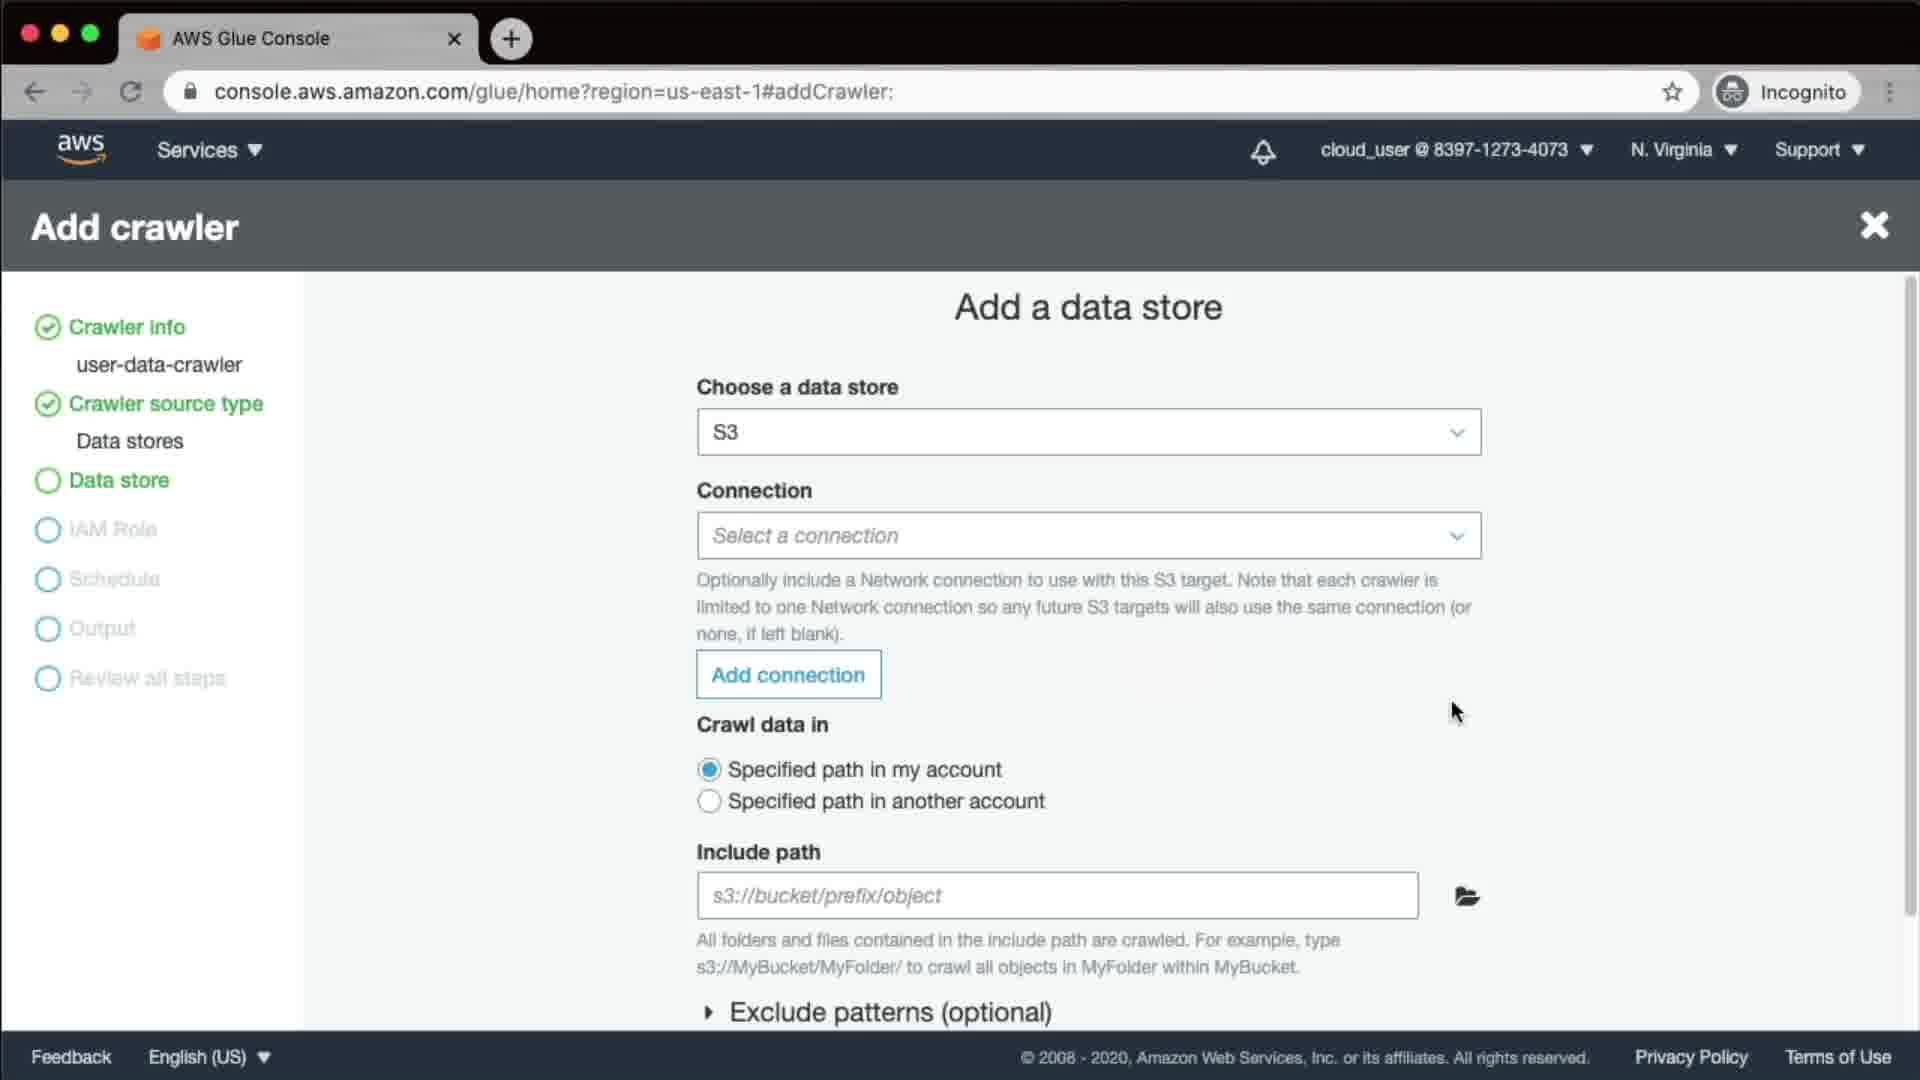 AWS Glue Console
console.aws.amazon.com/glue/home?region=us-east-1#addCrawler:
Incognito
aws
Services
cloud_user @ 8397-1273-4073
N. Virginia
Support
Add crawler
Crawler info
user-data-crawler
Crawler source type
Data stores
Data store
IAM Role
Schedule
Output
Review all steps
Add a data store
Choose a data store
S3
Connection
Select a connection
Optionally include a Network connection to use with this S3 target. Note that each crawler is
limited to one Network connection so any future S3 targets will also use the same connection (or
none, if left blank).
Add connection
Crawl data in
Specified path in my account
Specified path in another account
Include path
s3://bucket/prefix/object
All folders and files contained in the include path are crawled. For example, type
s3://MyBucket/MyFolder/ to crawl all objects in MyFolder within MyBucket.
Exclude patterns (optional)
Feedback
English (US)
© 2008 - 2020, Amazon Web Services, Inc. or its affiliates. All rights reserved.
Privacy Policy
Terms of Use